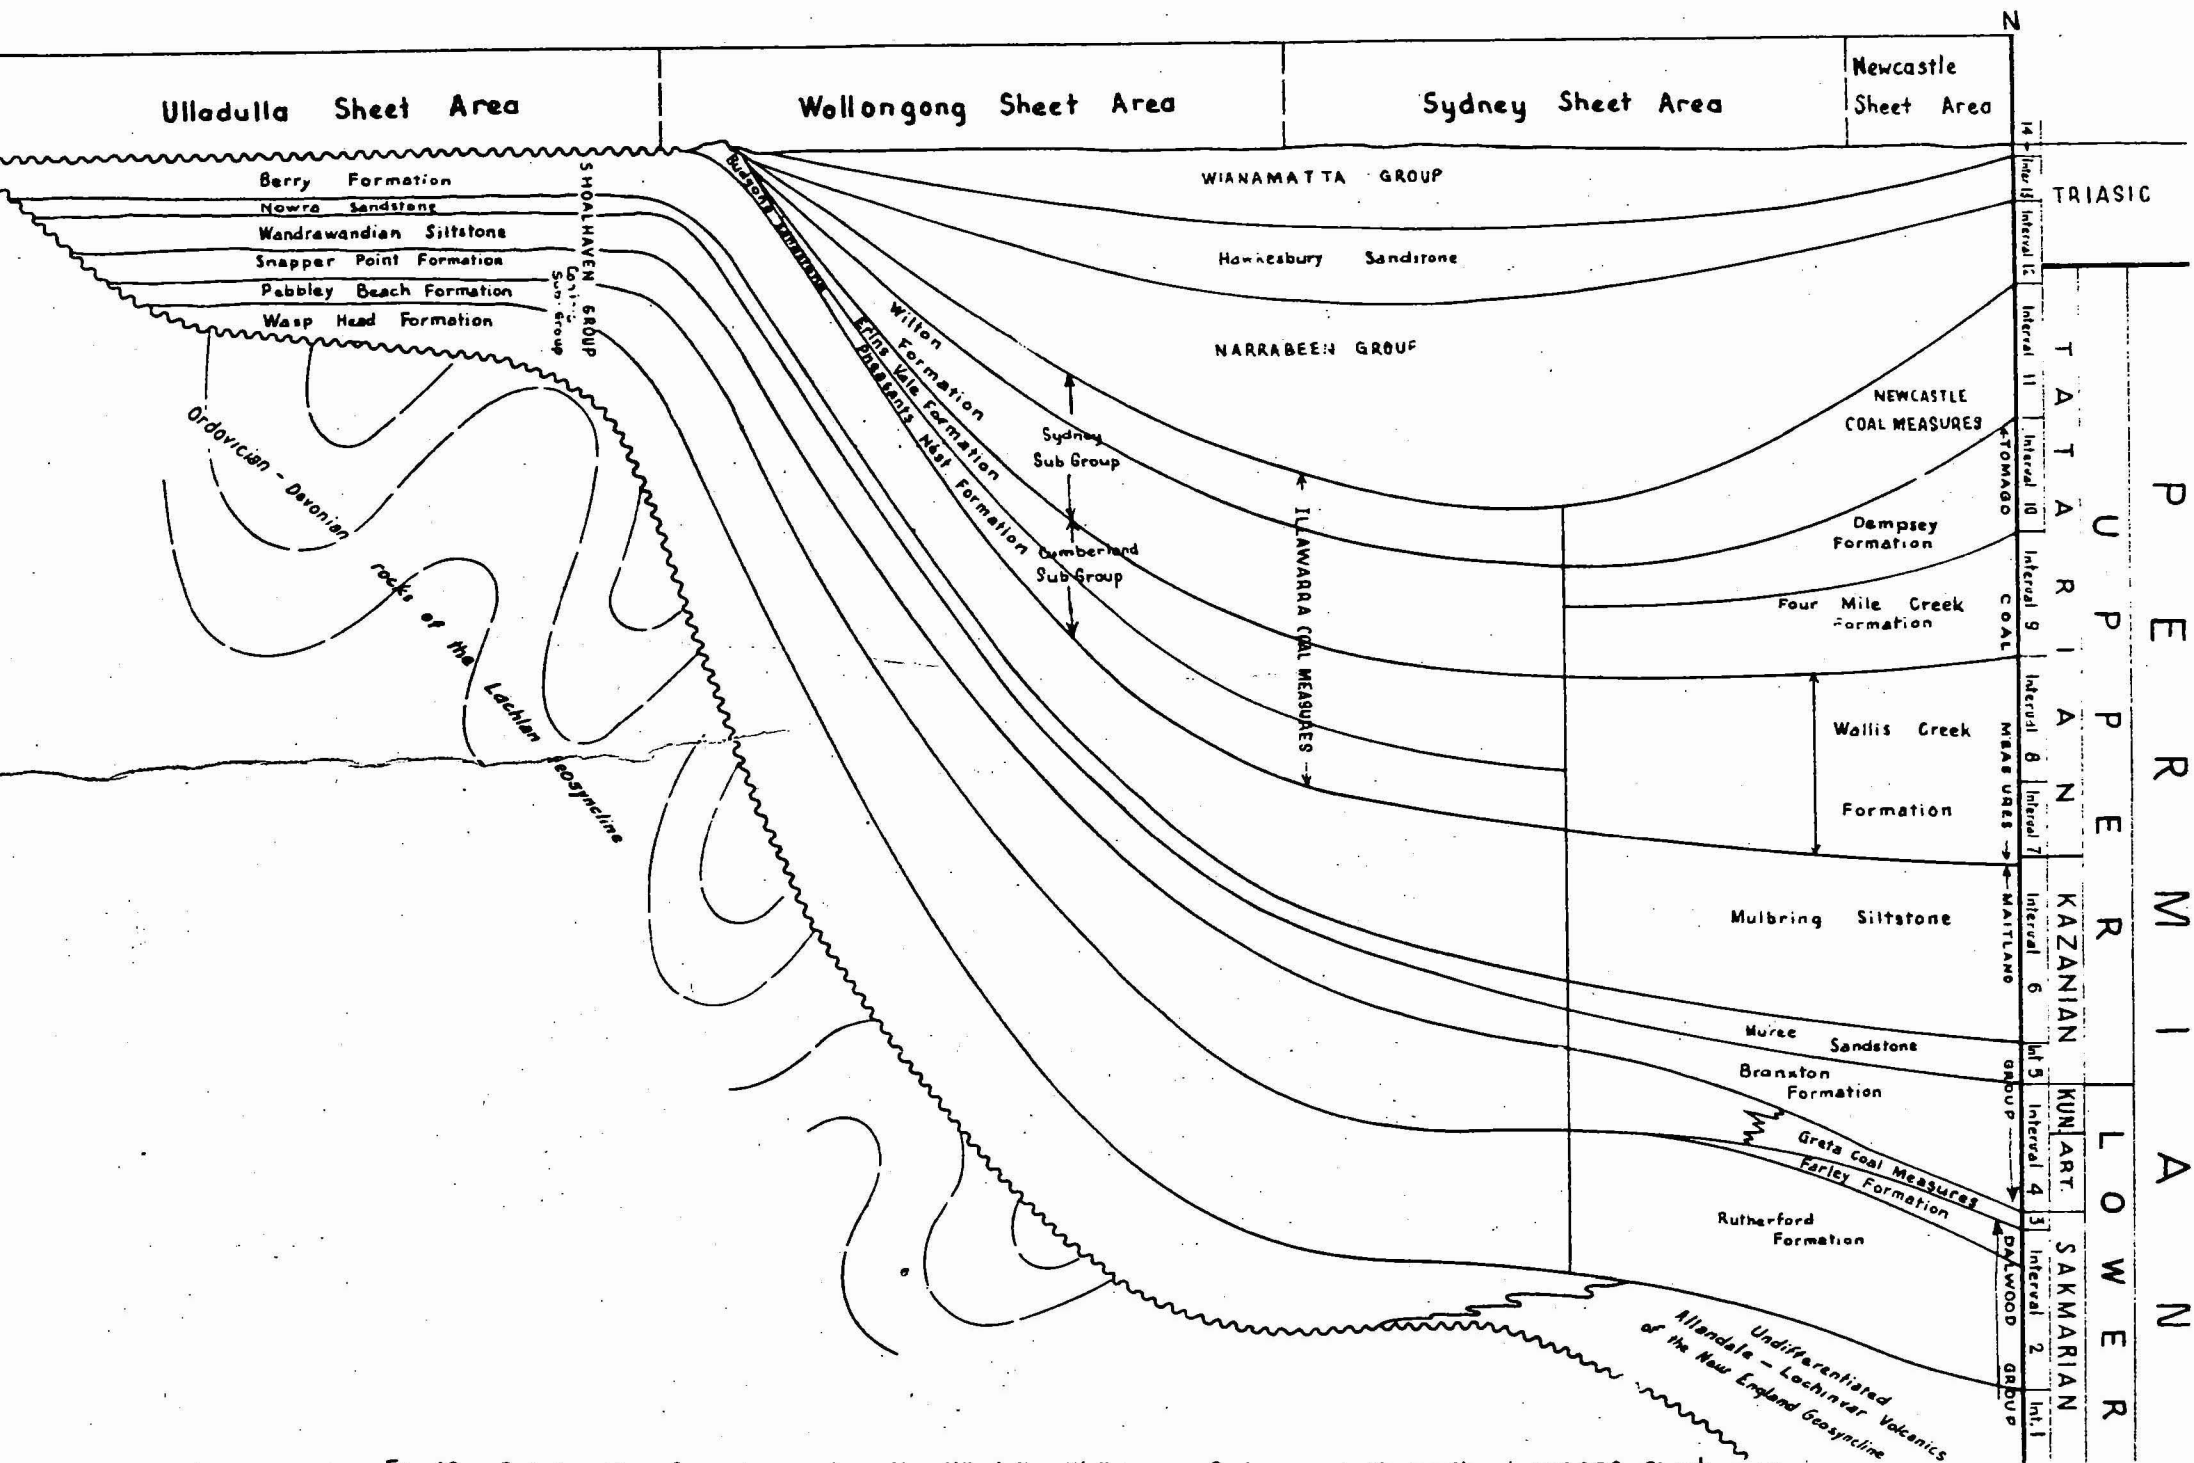 N
Ulladulla Sheet Area
Wollongong Sheet Area
Sydney Sheet Area
Newcastle
Sheet Area
Berry Formation
Nowra Sandstone
Wandrawandian Siltstone
Snapper Point Formation
Pebbley Beach Formation
Wasp Head Formation
SHOALHAVEN GROUP
Sub-Group
Ordovician - Devonian
rocks of the
Lachlan
Geosyncline
WIANAMATTA GROUP
Hawkesbury Sandstone
NARRABEEN GROUP
Wilton
Formation
Erins Vale Formation
Pheasants Nest Formation
Sydney
Sub Group
Cumberland
Sub Group
ILLAWARRA COAL MEASURES
NEWCASTLE
COAL MEASURES
Dempsey
Formation
Four Mile Creek
Formation
Wallis Creek
Formation
Mulbring Siltstone
Muree
Sandstone
Branxton
Formation
Greta Coal Measures
Farley Formation
Rutherford
Formation
Undifferentiated
Allandale - Lochinvar Volcanics
of the New England Geosyncline
TOMAGO COAL MEASURES
MAITLAND GROUP
DALWOOD GROUP
14
Inter 13
Interval 12
Interval 11
Interval 10
Interval 9
Interval 8
Interval 7
Interval 6
Int 5
Interval 4
3
Interval 2
Int. 1
TRIASIC
TATARIAN
KAZANIAN
KUN.
ART.
SAKMARIAN
UPPER
LOWER
PERMIAN